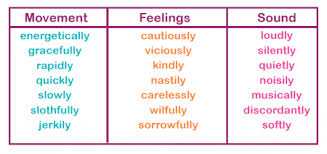 Movement Feelings Sound
energetically cautiously loudly
gracefully viciously silently
rapidly kindly quietly
quickly nastily noisily
slowly carelessly musically
slothfully wilfully discordantly
jerkily sorrowfully softly